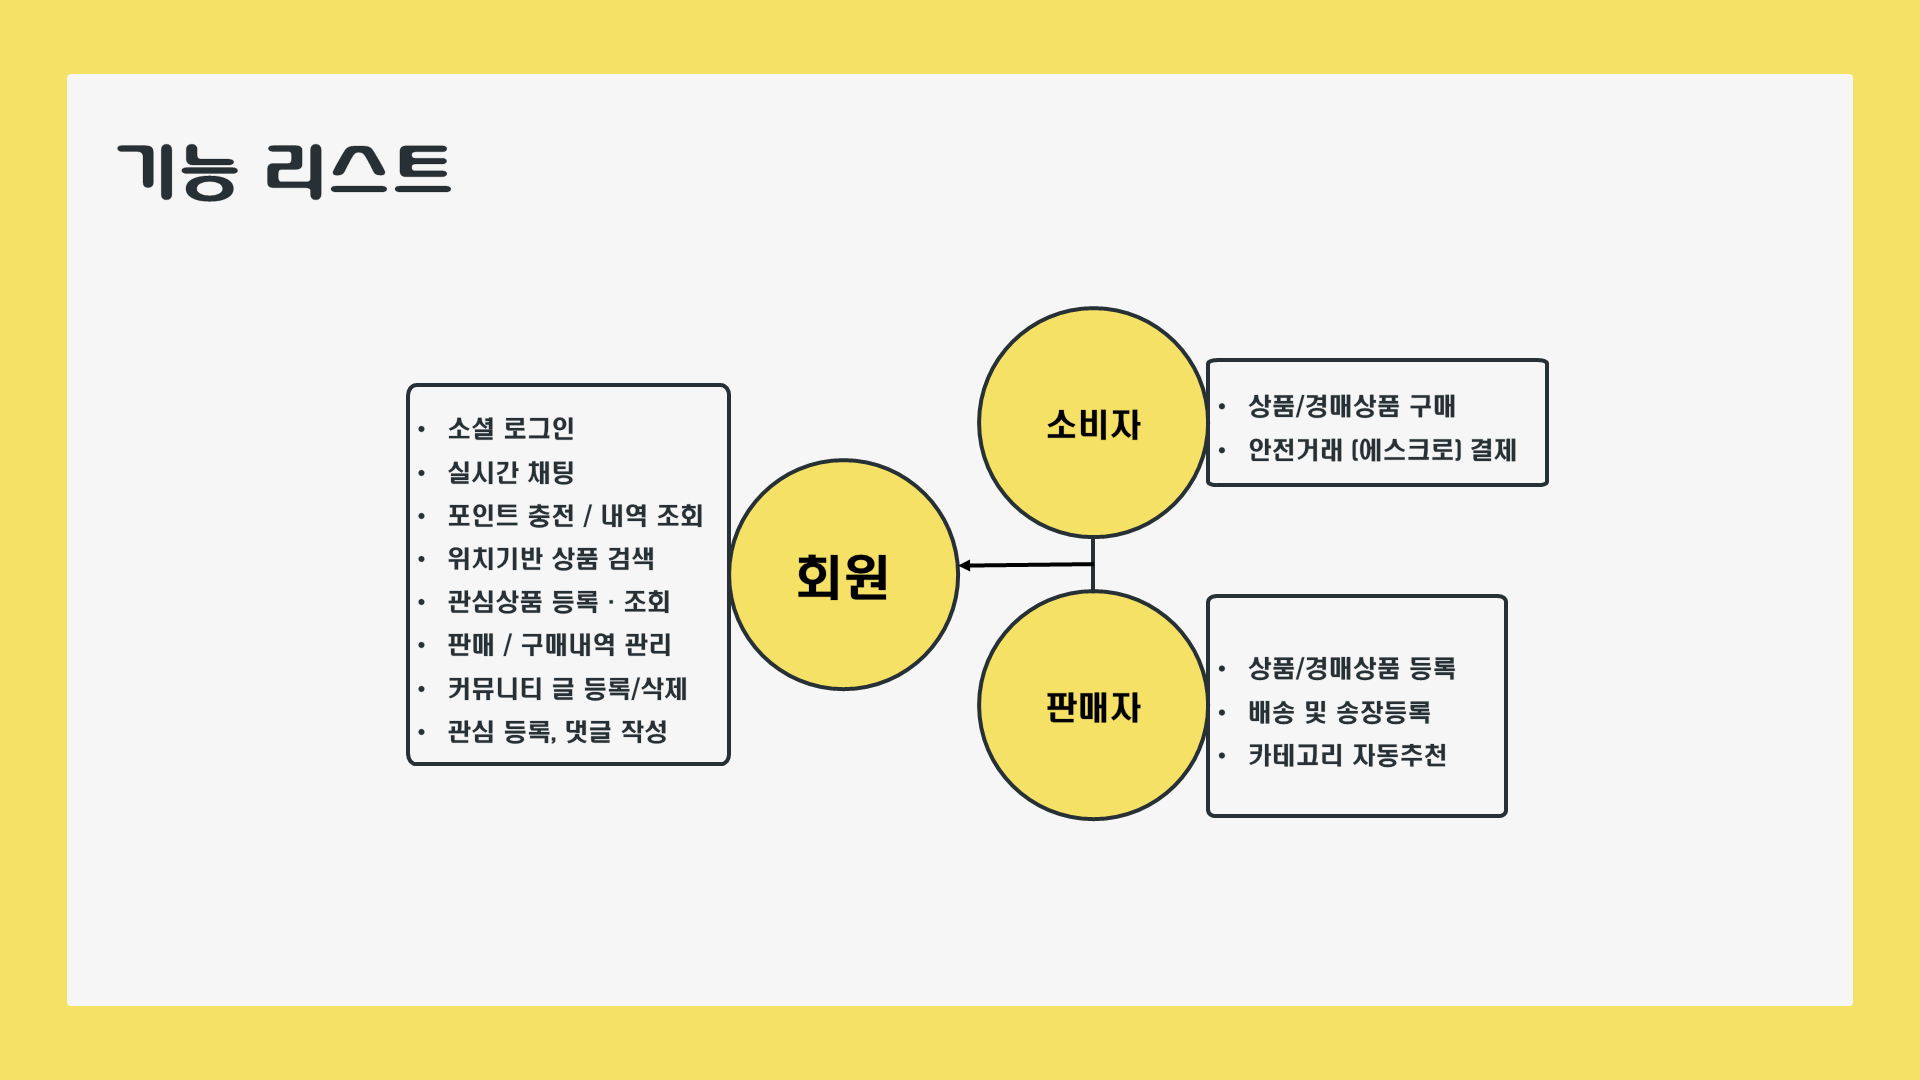 기능 리스트
• 소셜 로그인
• 실시간 채팅
• 포인트 충전 / 내역 조회
• 위치기반 상품 검색
• 관심상품 등록 · 조회
• 판매 / 구매내역 관리
• 커뮤니티 글 등록/삭제
• 관심 등록, 댓글 작성
회원
소비자
• 상품/경매상품 구매
• 안전거래 (에스크로) 결제
판매자
• 상품/경매상품 등록
• 배송 및 송장등록
• 카테고리 자동추천